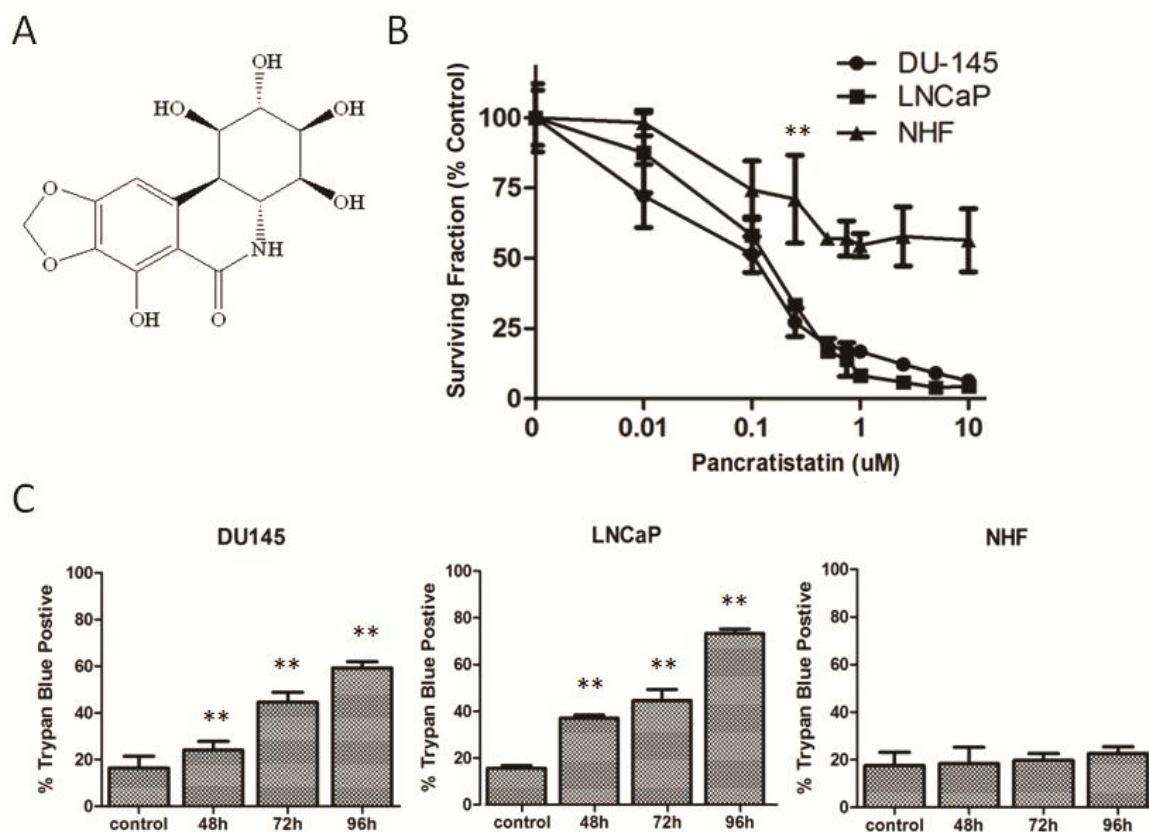 A
OH
HO
OH
OH
O
O
NH
OH
O
B
DU-145
LNCaP
NHF
**
Surviving Fraction (% Control)
100
75
50
25
0
0 0.01 0.1 1 10
Pancratistatin (uM)
C
DU145
% Trypan Blue Postive
100
80
60
40
20
0
**
**
**
control 48h 72h 96h
LNCaP
% Trypan Blue Postive
100
80
60
40
20
0
**
**
**
control 48h 72h 96h
NHF
% Trypan Blue Postive
100
80
60
40
20
0
control 48h 72h 96h